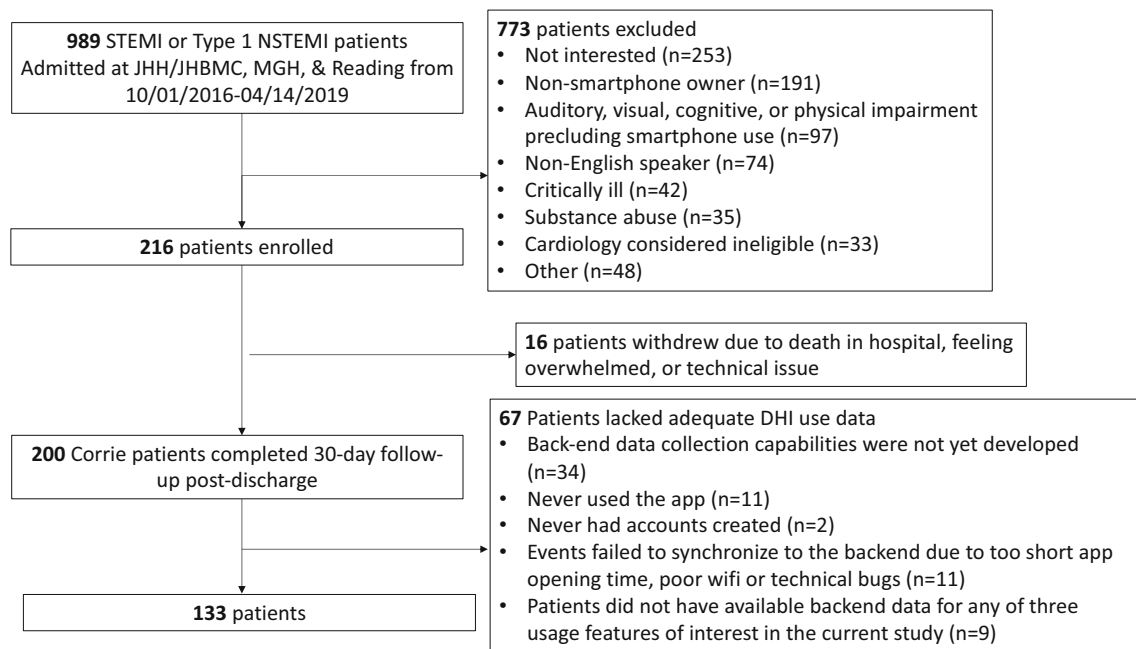 989 STEMI or Type 1 NSTEMI patients
Admitted at JHH/JHBMC, MGH, & Reading from
10/01/2016-04/14/2019
773 patients excluded
• Not interested (n=253)
• Non-smartphone owner (n=191)
• Auditory, visual, cognitive, or physical impairment
precluding smartphone use (n=97)
• Non-English speaker (n=74)
• Critically ill (n=42)
• Substance abuse (n=35)
• Cardiology considered ineligible (n=33)
• Other (n=48)
216 patients enrolled
16 patients withdrew due to death in hospital, feeling
overwhelmed, or technical issue
200 Corrie patients completed 30-day follow-
up post-discharge
67 Patients lacked adequate DHI use data
• Back-end data collection capabilities were not yet developed
(n=34)
• Never used the app (n=11)
• Never had accounts created (n=2)
• Events failed to synchronize to the backend due to too short app
opening time, poor wifi or technical bugs (n=11)
• Patients did not have available backend data for any of three
usage features of interest in the current study (n=9)
133 patients